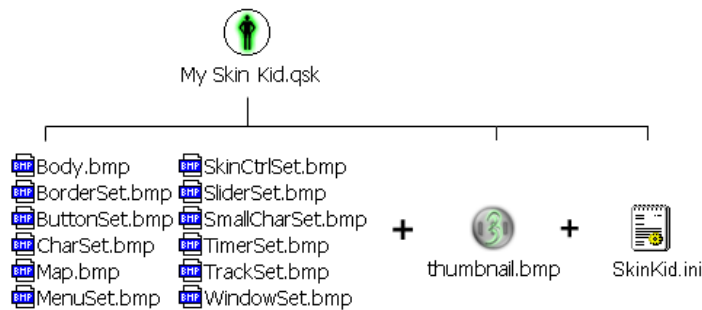 My Skin Kid.qsk
Body.bmp
SkinCtrlSet.bmp
BorderSet.bmp
SliderSet.bmp
ButtonSet.bmp
SmallCharSet.bmp
CharSet.bmp
TimerSet.bmp
Map.bmp
TrackSet.bmp
MenuSet.bmp
WindowSet.bmp
+
thumbnail.bmp
+
SkinKid.ini